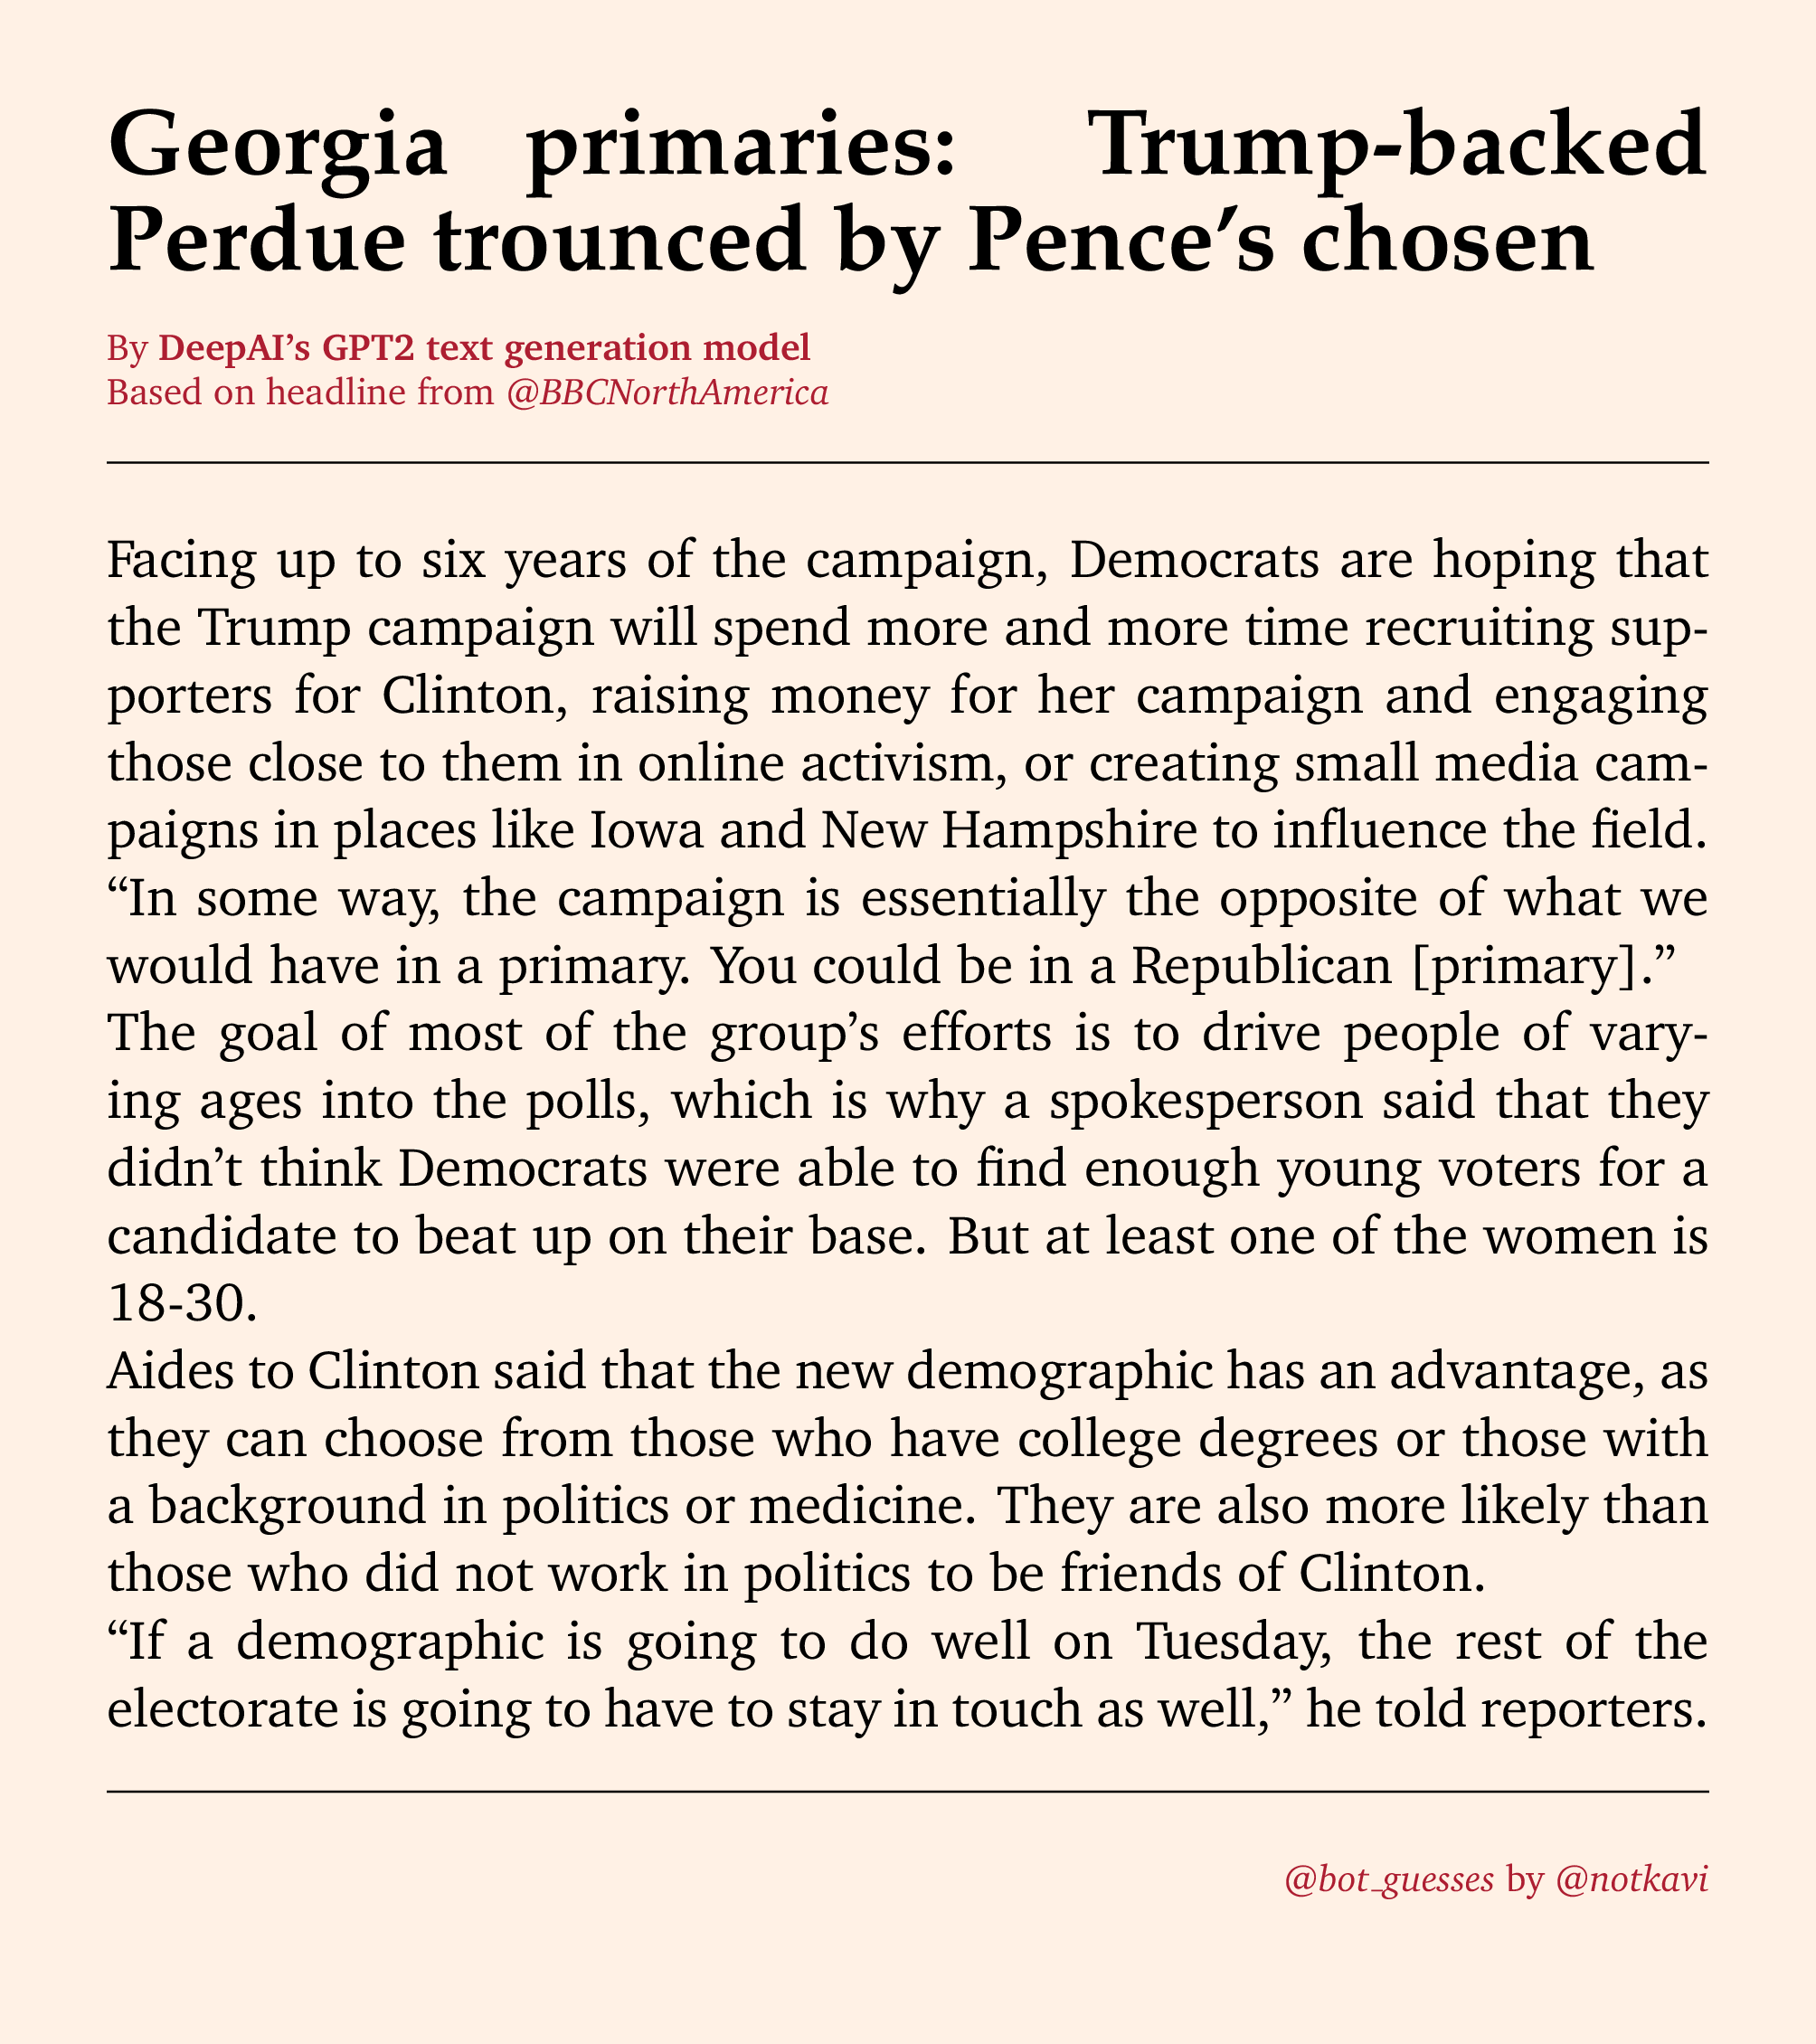 Georgia primaries: Trump-backed
Perdue trounced by Pence’s chosen
By DeepAI’s GPT2 text generation model
Based on headline from @BBCNorthAmerica
Facing up to six years of the campaign, Democrats are hoping that
the Trump campaign will spend more and more time recruiting sup-
porters for Clinton, raising money for her campaign and engaging
those close to them in online activism, or creating small media cam-
paigns in places like Iowa and New Hampshire to influence the field.
“In some way, the campaign is essentially the opposite of what we
would have in a primary. You could be in a Republican [primary].”
The goal of most of the group’s efforts is to drive people of vary-
ing ages into the polls, which is why a spokesperson said that they
didn’t think Democrats were able to find enough young voters for a
candidate to beat up on their base. But at least one of the women is
18-30.
Aides to Clinton said that the new demographic has an advantage, as
they can choose from those who have college degrees or those with
a background in politics or medicine. They are also more likely than
those who did not work in politics to be friends of Clinton.
“If a demographic is going to do well on Tuesday, the rest of the
electorate is going to have to stay in touch as well,” he told reporters.
@bot_guesses by @notkavi